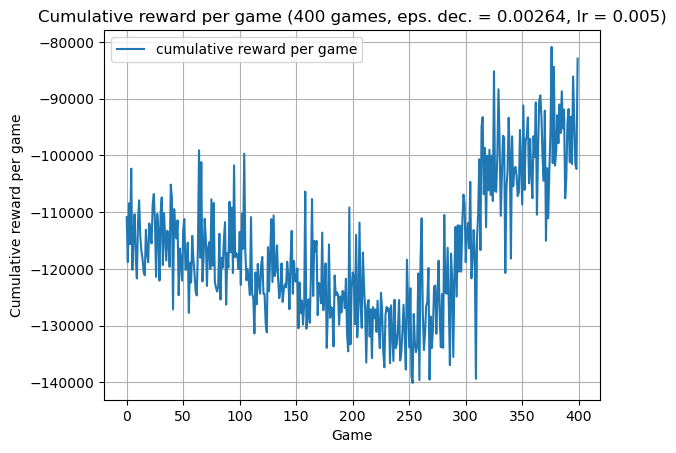 Cumulative reward per game (400 games, eps. dec. = 0.00264, lr = 0.005)
cumulative reward per game
−80000
−90000
−100000
−110000
−120000
−130000
−140000
Cumulative reward per game
0 50 100 150 200 250 300 350 400
Game